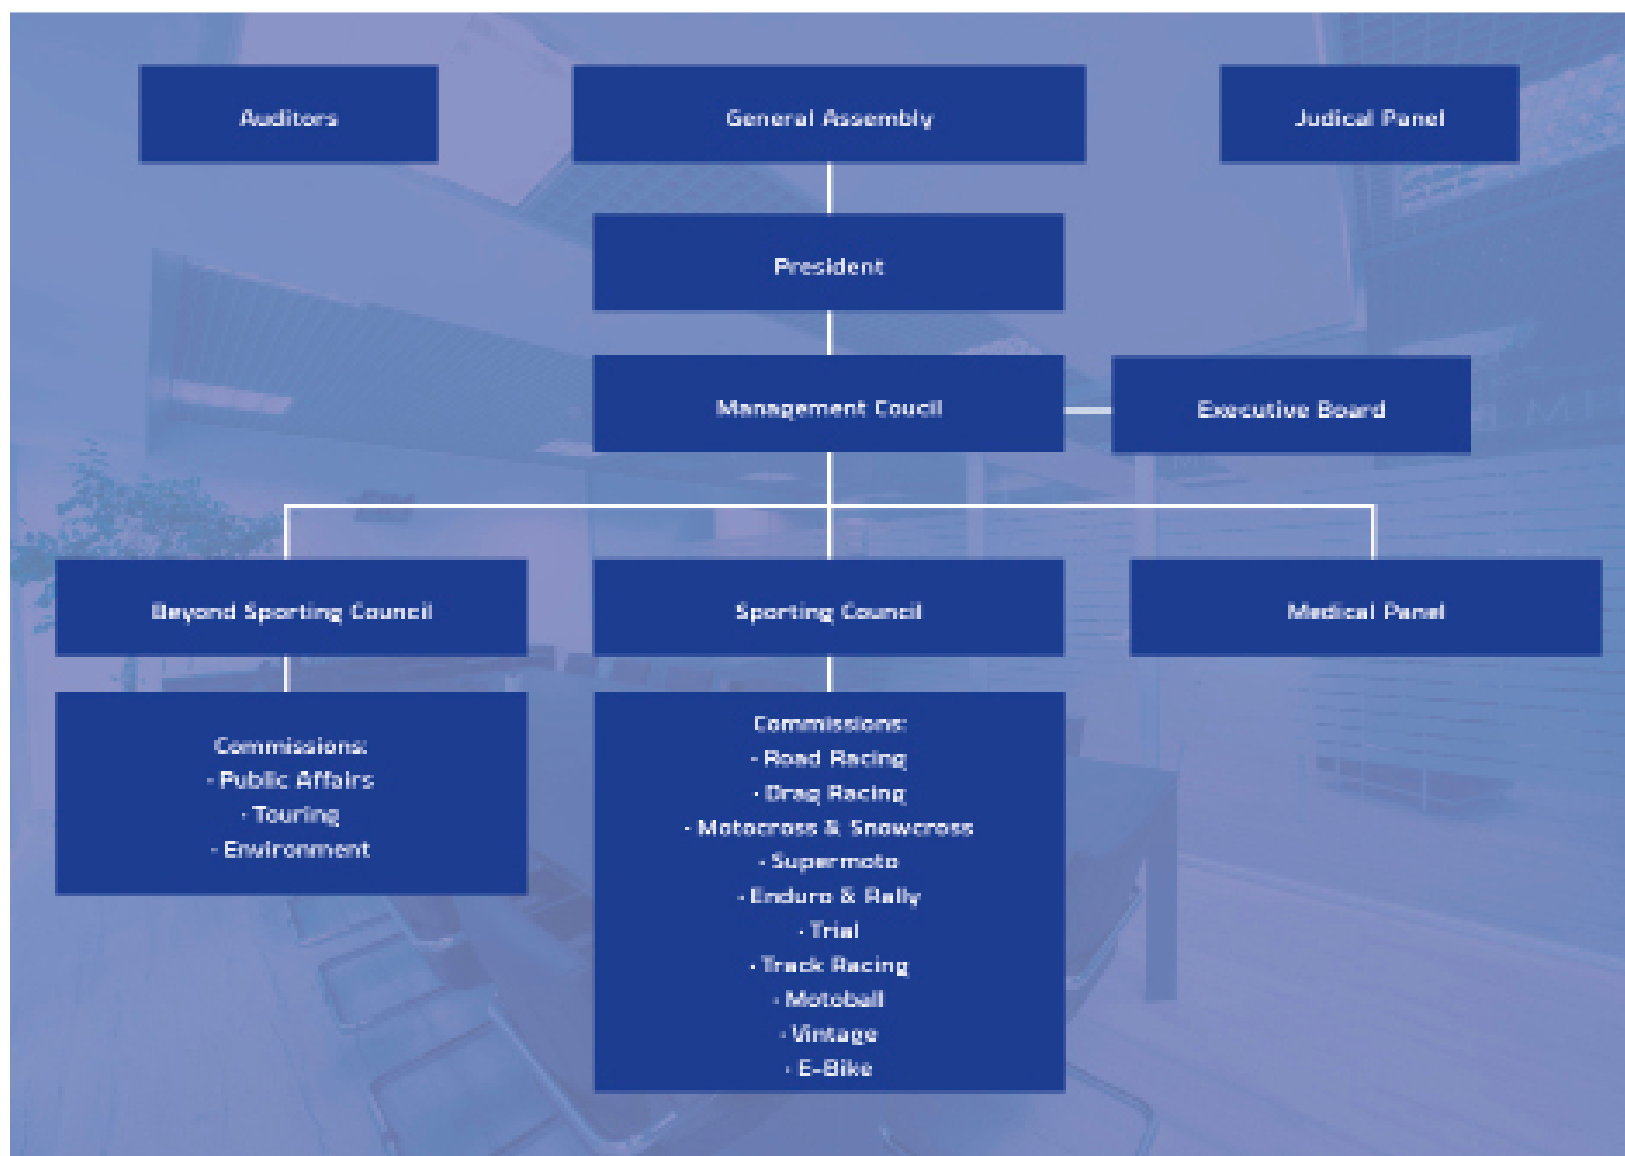 Auditors
General Assembly
Judical Panel
President
Management Coucil
Executive Board
Beyond Sporting Council
Sporting Council
Medical Panel
Commissions:
- Public Affairs
- Touring
- Environment
Commissions:
- Road Racing
- Drag Racing
- Motocross & Snowcross
- Supermoto
- Enduro & Rally
- Trial
- Track Racing
- Motoball
- Vintage
- E-Bike